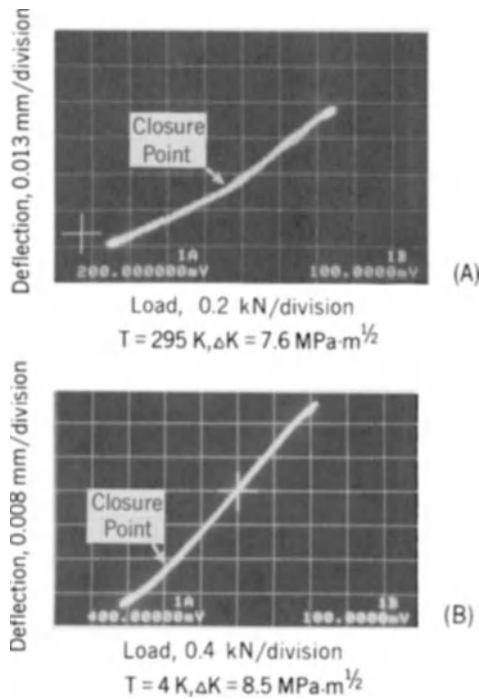 Deflection, 0.013 mm/division
Closure
Point
1A 1B
200.000000mV 100.0000mV
(A)
Load, 0.2 kN/division
T = 295 K, ΔK = 7.6 MPa·m½
Deflection, 0.008 mm/division
Closure
Point
1A 1B
400.00000mV 100.0000mV
(B)
Load, 0.4 kN/division
T = 4 K, ΔK = 8.5 MPa·m½